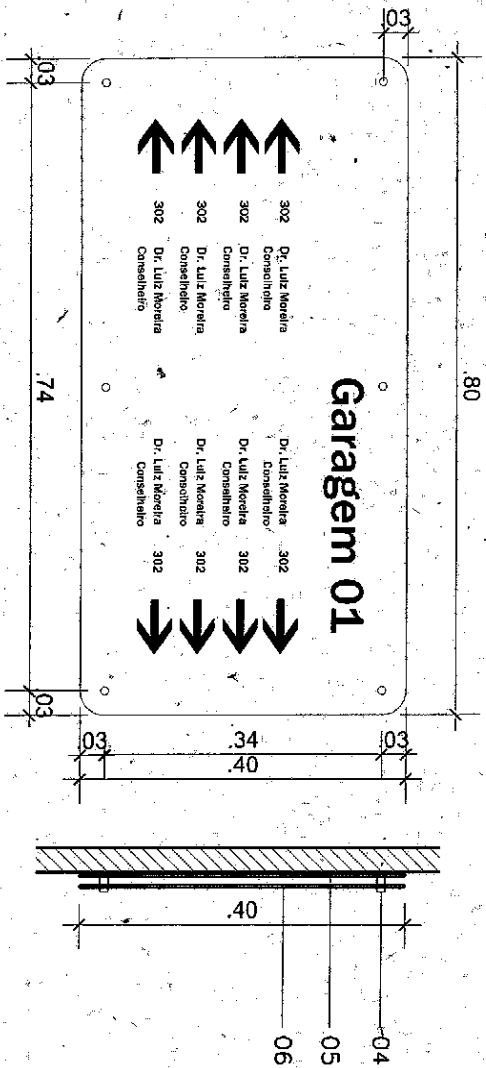 .03
.80
.03
.74
.03
Garagem 01
302 Dr. Luiz Moreira
Conselheiro
Dr. Luiz Moreira 302
Conselheiro
302 Dr. Luiz Moreira
Conselheiro
Dr. Luiz Moreira 302
Conselheiro
302 Dr. Luiz Moreira
Conselheiro
Dr. Luiz Moreira 302
Conselheiro
302 Dr. Luiz Moreira
Conselheiro
Dr. Luiz Moreira 302
Conselheiro
.03 .34 .03
.40
.40
04
05
06